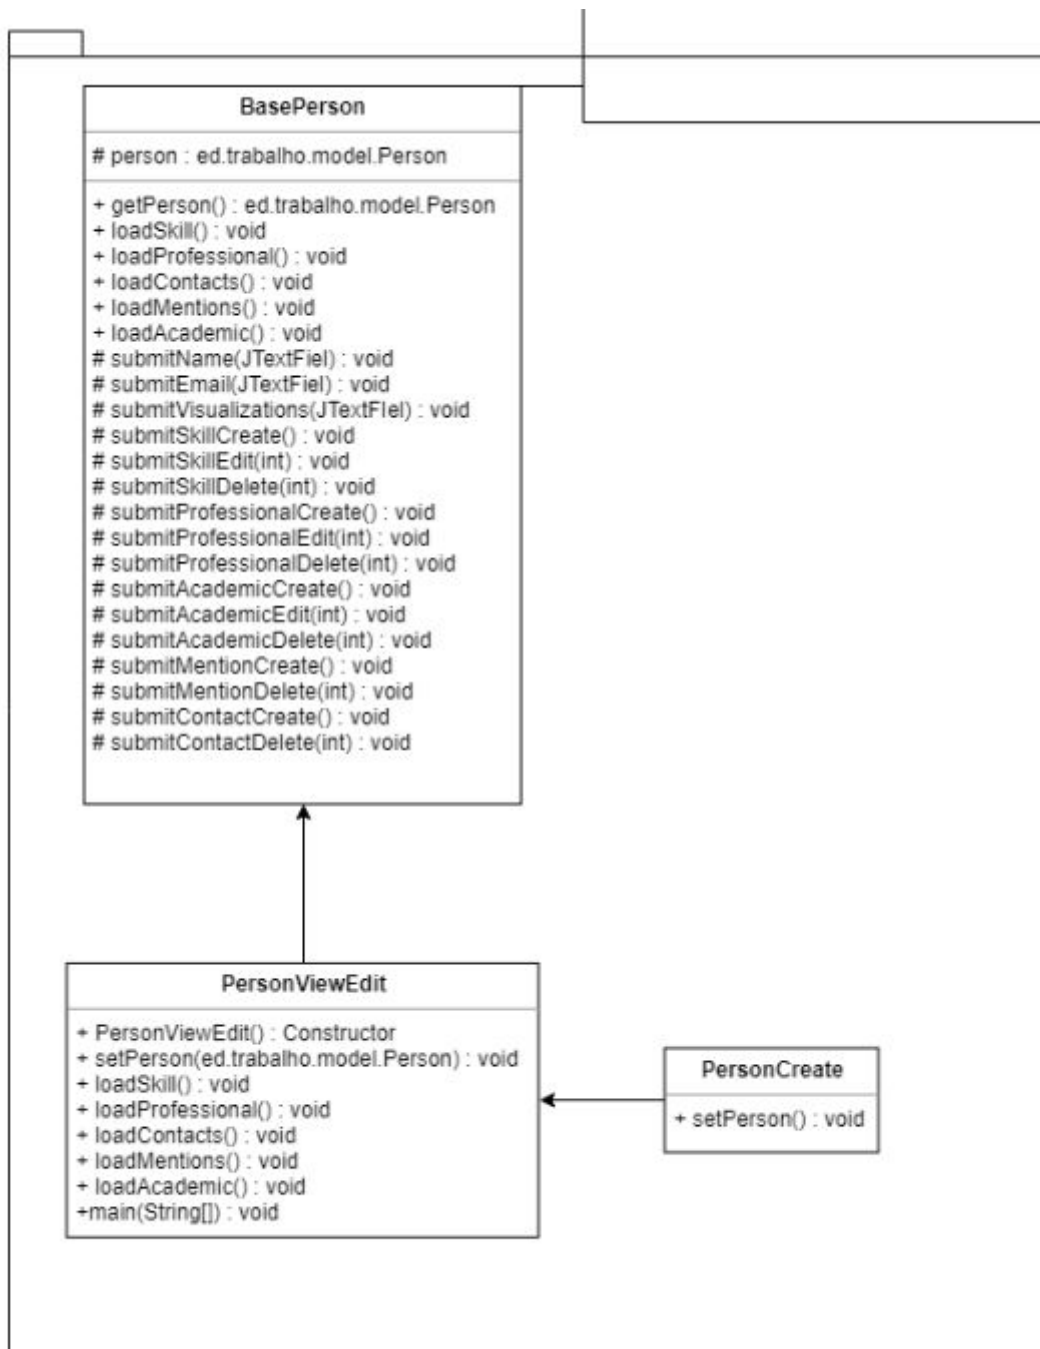 BasePerson
# person : ed.trabalho.model.Person
+ getPerson() : ed.trabalho.model.Person
+ loadSkill() : void
+ loadProfessional() : void
+ loadContacts() : void
+ loadMentions() : void
+ loadAcademic() : void
# submitName(JTextFiel) : void
# submitEmail(JTextFiel) : void
# submitVisualizations(JTextFIel) : void
# submitSkillCreate() : void
# submitSkillEdit(int) : void
# submitSkillDelete(int) : void
# submitProfessionalCreate() : void
# submitProfessionalEdit(int) : void
# submitProfessionalDelete(int) : void
# submitAcademicCreate() : void
# submitAcademicEdit(int) : void
# submitAcademicDelete(int) : void
# submitMentionCreate() : void
# submitMentionDelete(int) : void
# submitContactCreate() : void
# submitContactDelete(int) : void
PersonViewEdit
+ PersonViewEdit() : Constructor
+ setPerson(ed.trabalho.model.Person) : void
+ loadSkill() : void
+ loadProfessional() : void
+ loadContacts() : void
+ loadMentions() : void
+ loadAcademic() : void
+main(String[]) : void
PersonCreate
+ setPerson() : void